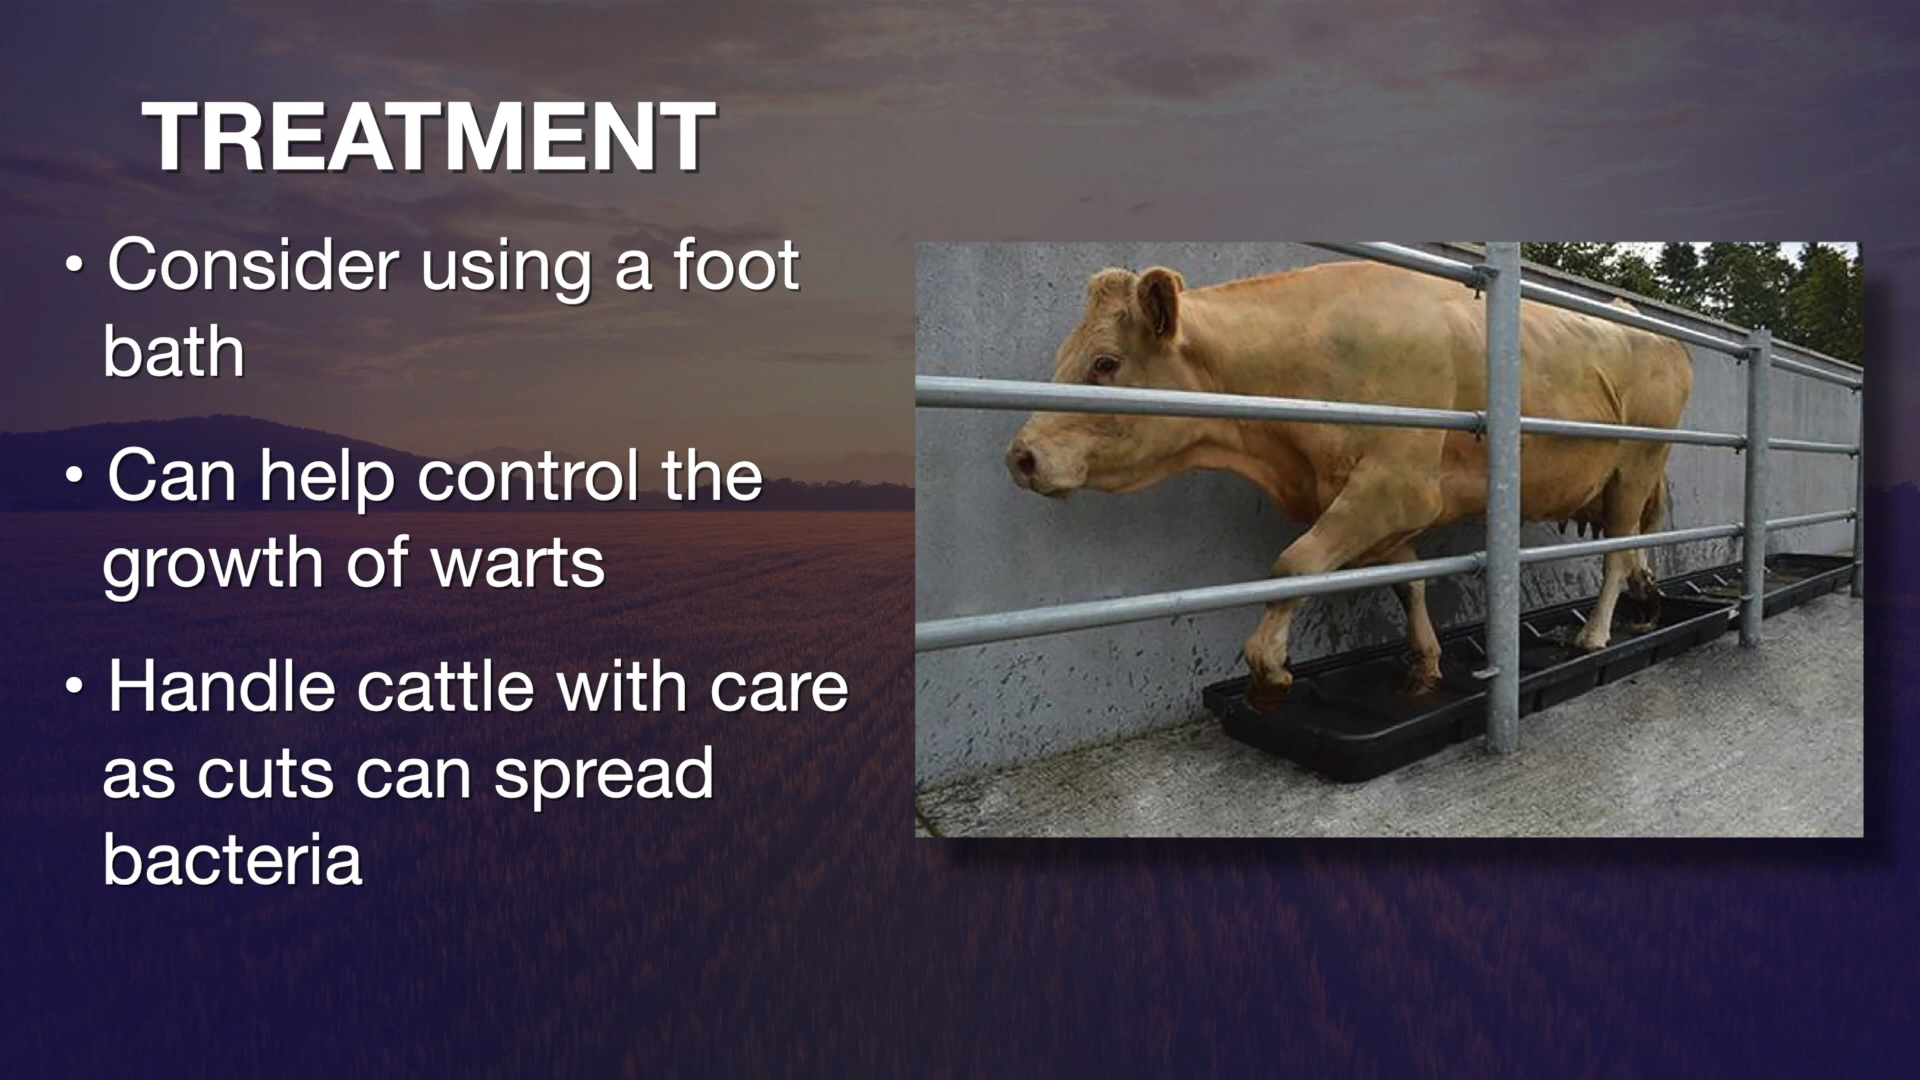 TREATMENT
• Consider using a foot
bath
• Can help control the
growth of warts
• Handle cattle with care
as cuts can spread
bacteria